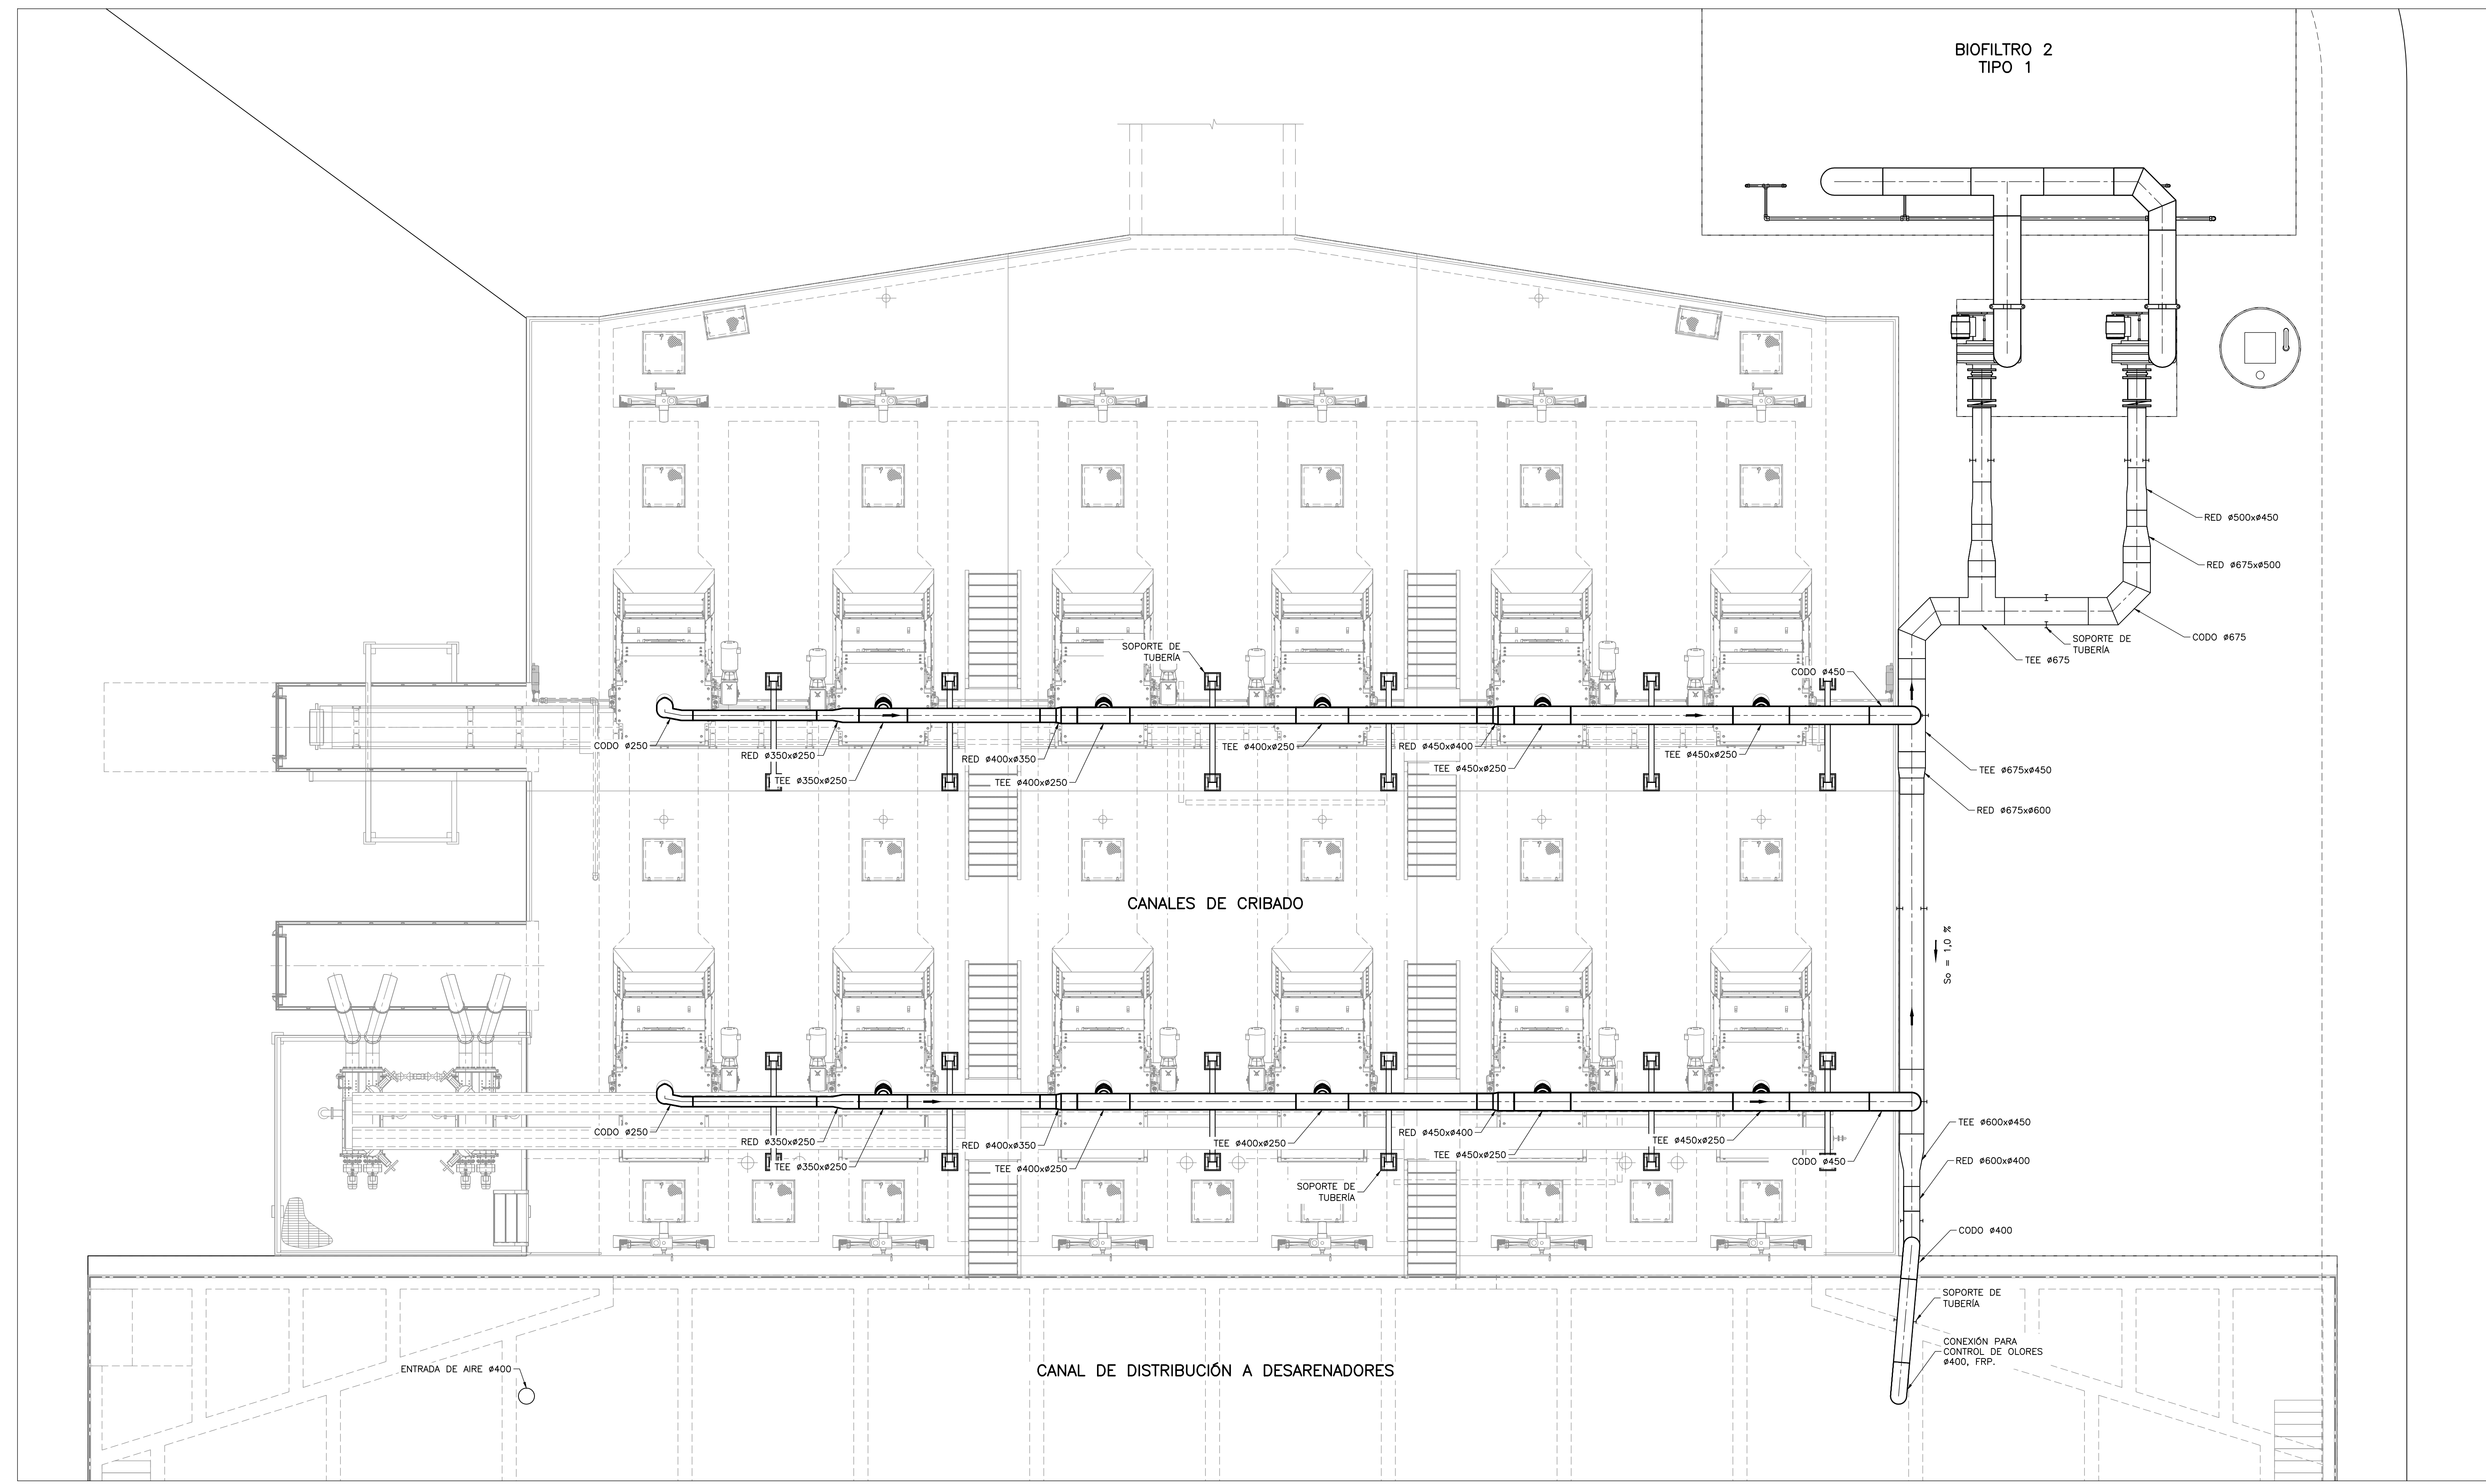 BIOFILTRO 2
TIPO 1
RED ø500xø450
RED ø675xø500
CODO ø675
SOPORTE DE
TUBERÍA
TEE ø675
SOPORTE DE
TUBERÍA
CODO ø450
CODO ø250
RED ø350xø250
TEE ø350xø250
RED ø400xø350
TEE ø400xø250
TEE ø400xø250
RED ø450xø400
TEE ø450xø250
TEE ø450xø250
TEE ø675xø450
RED ø675xø600
CANALES DE CRIBADO
So = 1,0 %
CODO ø250
RED ø350xø250
TEE ø350xø250
RED ø400xø350
TEE ø400xø250
TEE ø400xø250
RED ø450xø400
TEE ø450xø250
TEE ø450xø250
CODO ø450
SOPORTE DE
TUBERÍA
TEE ø600xø450
RED ø600xø400
CODO ø400
SOPORTE DE
TUBERÍA
CONEXIÓN PARA
CONTROL DE OLORES
ø400, FRP.
ENTRADA DE AIRE ø400
CANAL DE DISTRIBUCIÓN A DESARENADORES